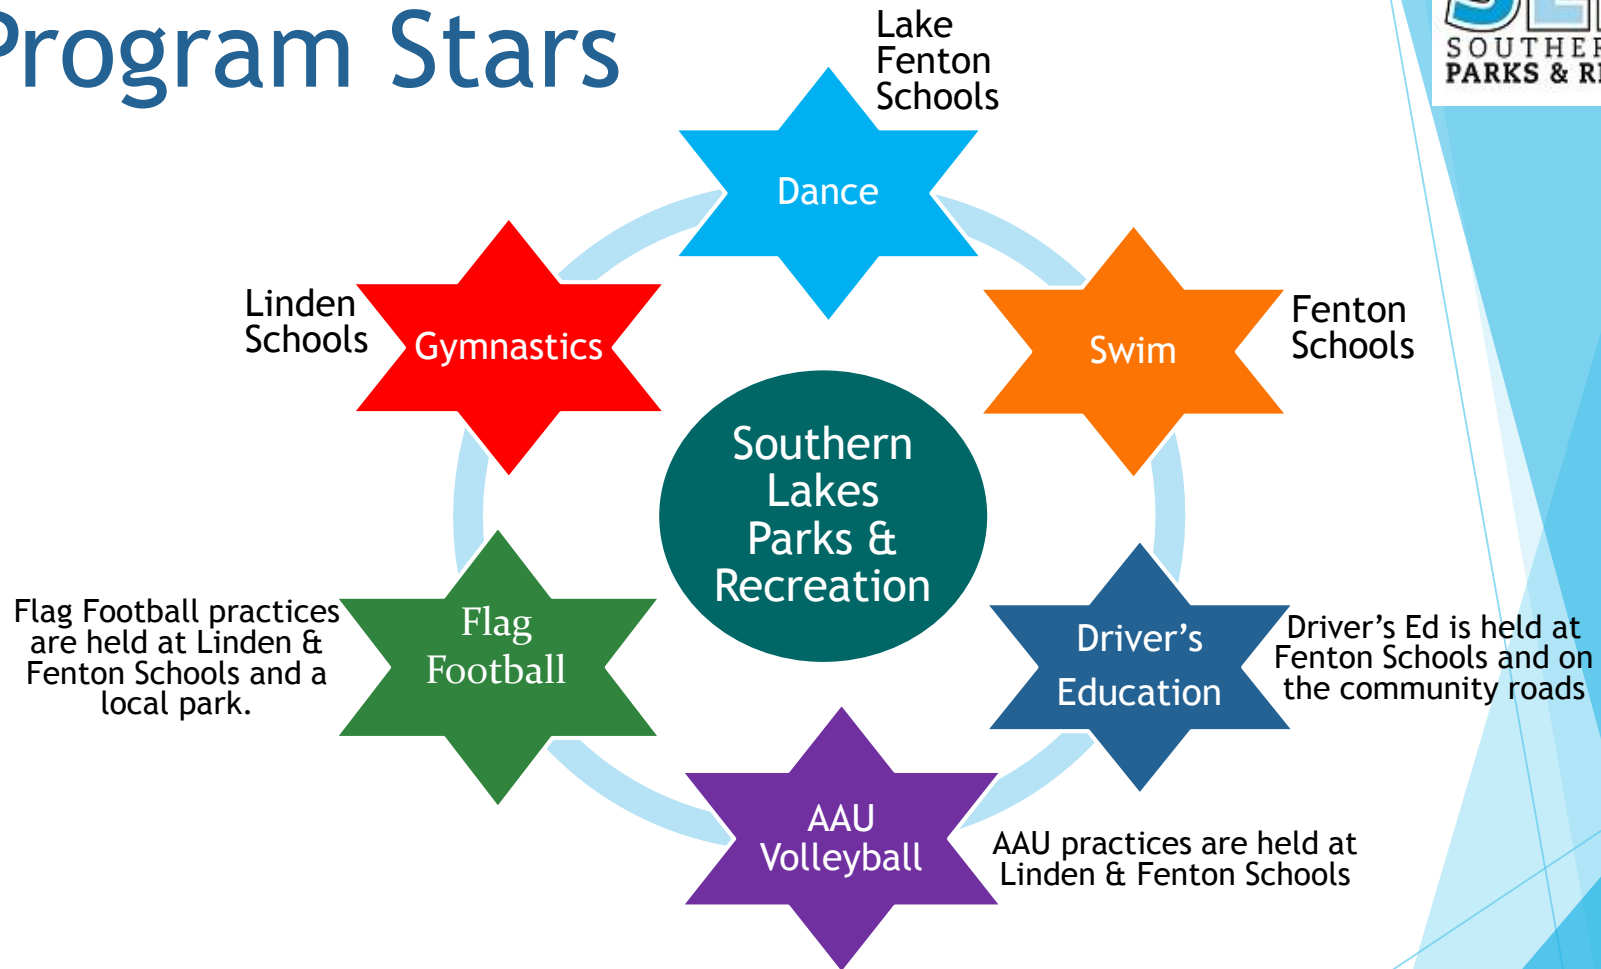 Program Stars
SOUTHER
PARKS & R
Lake
Fenton
Schools
Dance
Linden
Schools
Gymnastics
Swim
Fenton
Schools
Southern
Lakes
Parks &
Recreation
Flag Football practices
are held at Linden &
Fenton Schools and a
local park.
Flag
Football
Driver’s
Education
Driver’s Ed is held at
Fenton Schools and on
the community roads
AAU
Volleyball
AAU practices are held at
Linden & Fenton Schools